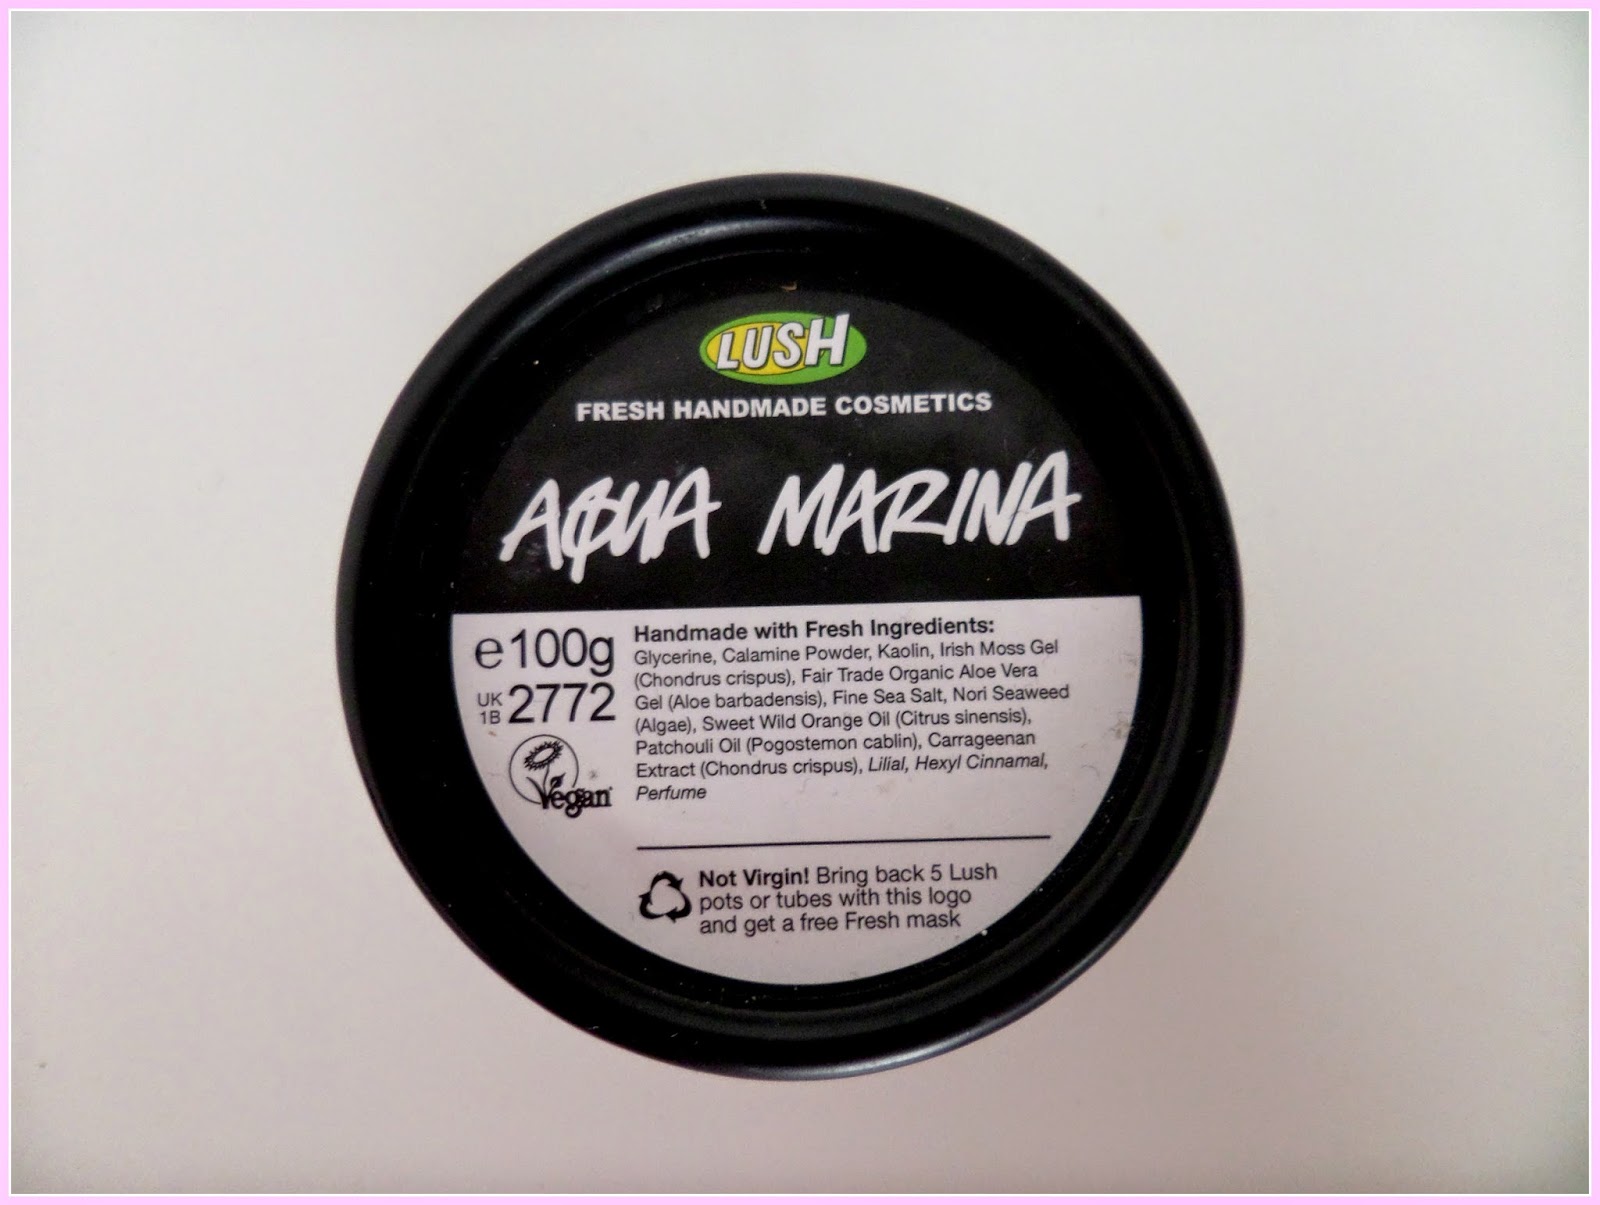 LUSH
FRESH HANDMADE COSMETICS
AQUA MARINA
e100g
UK
1B 2772
Vegan
Handmade with Fresh Ingredients:
Glycerine, Calamine Powder, Kaolin, Irish Moss Gel
(Chondrus crispus), Fair Trade Organic Aloe Vera
Gel (Aloe barbadensis), Fine Sea Salt, Nori Seaweed
(Algae), Sweet Wild Orange Oil (Citrus sinensis),
Patchouli Oil (Pogostemon cablin), Carrageenan
Extract (Chondrus crispus), Lilial, Hexyl Cinnamal,
Perfume
Not Virgin! Bring back 5 Lush
pots or tubes with this logo
and get a free Fresh mask